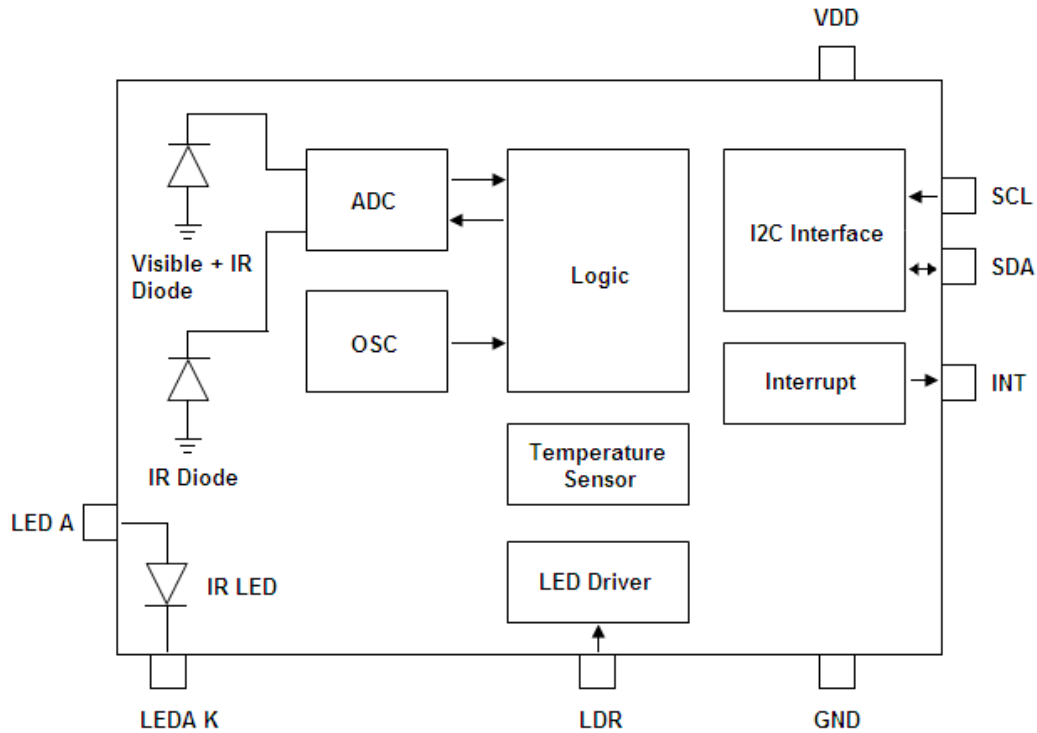 VDD
ADC
Logic
I2C Interface
SCL
SDA
Visible + IR
Diode
OSC
Interrupt
INT
Temperature
Sensor
IR Diode
LED A
IR LED
LED Driver
LEDA K
LDR
GND